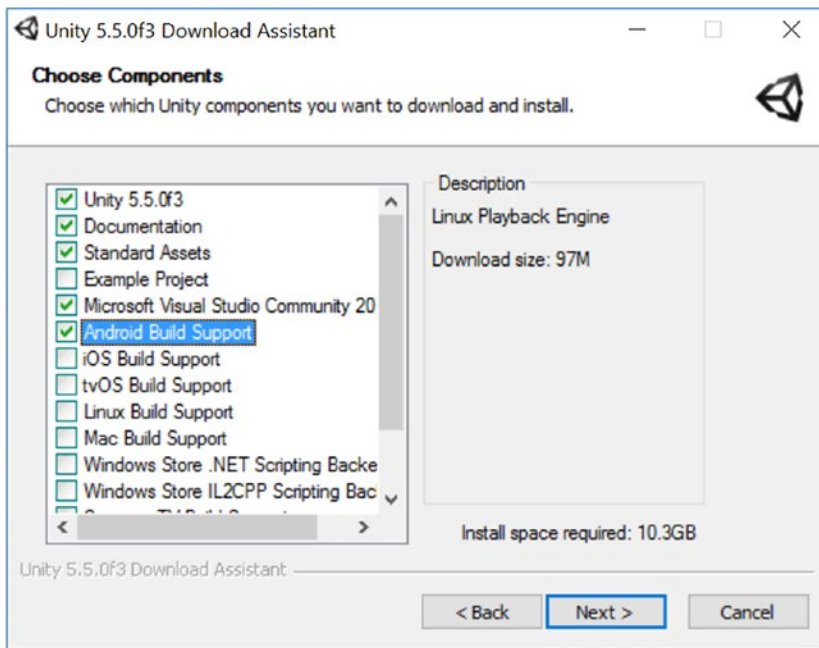 Unity 5.5.0f3 Download Assistant
Choose Components
Choose which Unity components you want to download and install.
Unity 5.5.0f3
Documentation
Standard Assets
Example Project
Microsoft Visual Studio Community 20
Android Build Support
iOS Build Support
tvOS Build Support
Linux Build Support
Mac Build Support
Windows Store .NET Scripting Backe
Windows Store IL2CPP Scripting Bac
Description
Linux Playback Engine
Download size: 97M
Install space required: 10.3GB
Unity 5.5.0f3 Download Assistant
< Back
Next >
Cancel